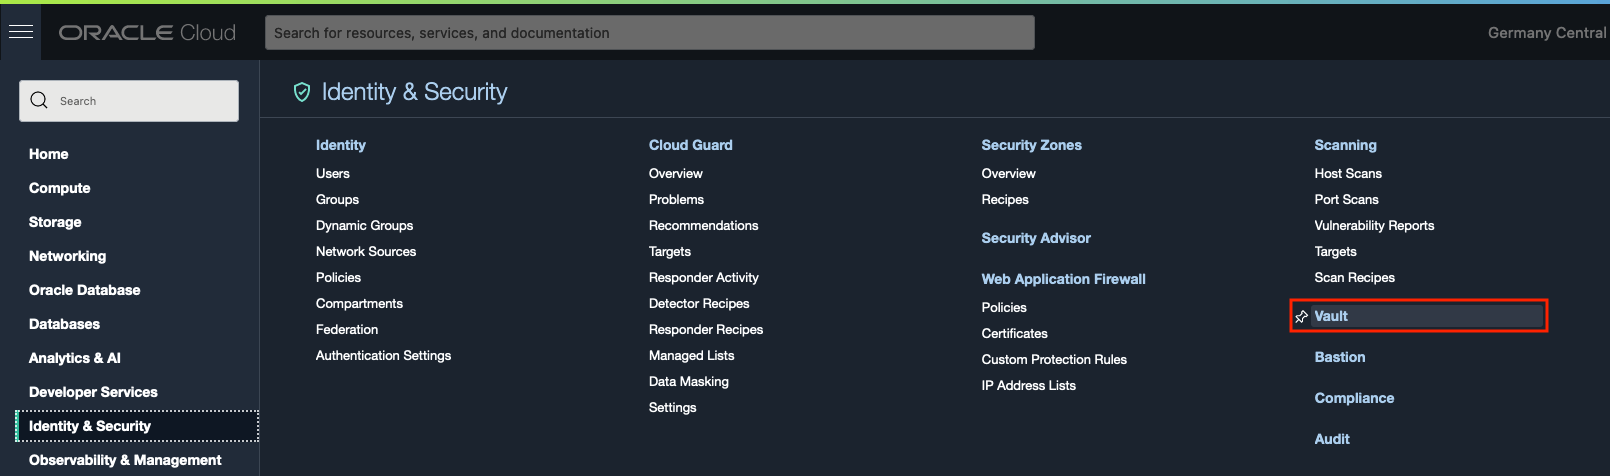 ORACLE Cloud
Search for resources, services, and documentation
Germany Central
Search
Home
Compute
Storage
Networking
Oracle Database
Databases
Analytics & AI
Developer Services
Identity & Security
Observability & Management
Identity & Security
Identity
Users
Groups
Dynamic Groups
Network Sources
Policies
Compartments
Federation
Authentication Settings
Cloud Guard
Overview
Problems
Recommendations
Targets
Responder Activity
Detector Recipes
Responder Recipes
Managed Lists
Data Masking
Settings
Security Zones
Overview
Recipes
Security Advisor
Web Application Firewall
Policies
Certificates
Custom Protection Rules
IP Address Lists
Scanning
Host Scans
Port Scans
Vulnerability Reports
Targets
Scan Recipes
Vault
Bastion
Compliance
Audit